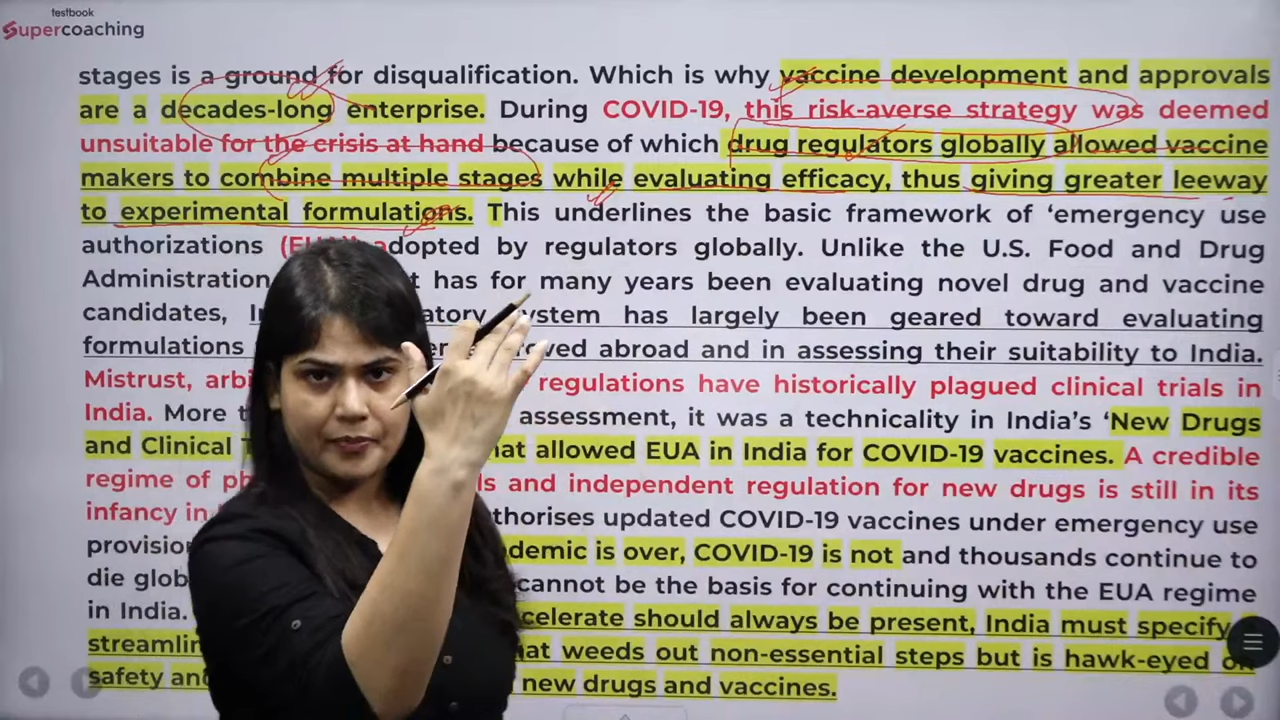 testbook
Supercoaching
stages is a ground for disqualification. Which is why vaccine development and approvals
are a decades-long enterprise. During COVID-19, this risk-averse strategy was deemed
unsuitable for the crisis at hand because of which drug regulators globally allowed vaccine
makers to combine multiple stages while evaluating efficacy, thus giving greater leeway
to experimental formulations. This underlines the basic framework of ‘emergency use
authorizations adopted by regulators globally. Unlike the U.S. Food and Drug
Administration has for many years been evaluating novel drug and vaccine
candidates, system has largely been geared toward evaluating
formulations abroad and in assessing their suitability to India.
Mistrust, regulations have historically plagued clinical trials in
India. More assessment, it was a technicality in India’s ‘New Drugs
and Clinical allowed EUA in India for COVID-19 vaccines. A credible
regime of and independent regulation for new drugs is still in its
infancy in updated COVID-19 vaccines under emergency use
is over, COVID-19 is not and thousands continue to
die cannot be the basis for continuing with the EUA regime
in India. should always be present, India must specify
weeds out non-essential steps but is hawk-eyed on
safety new drugs and vaccines.